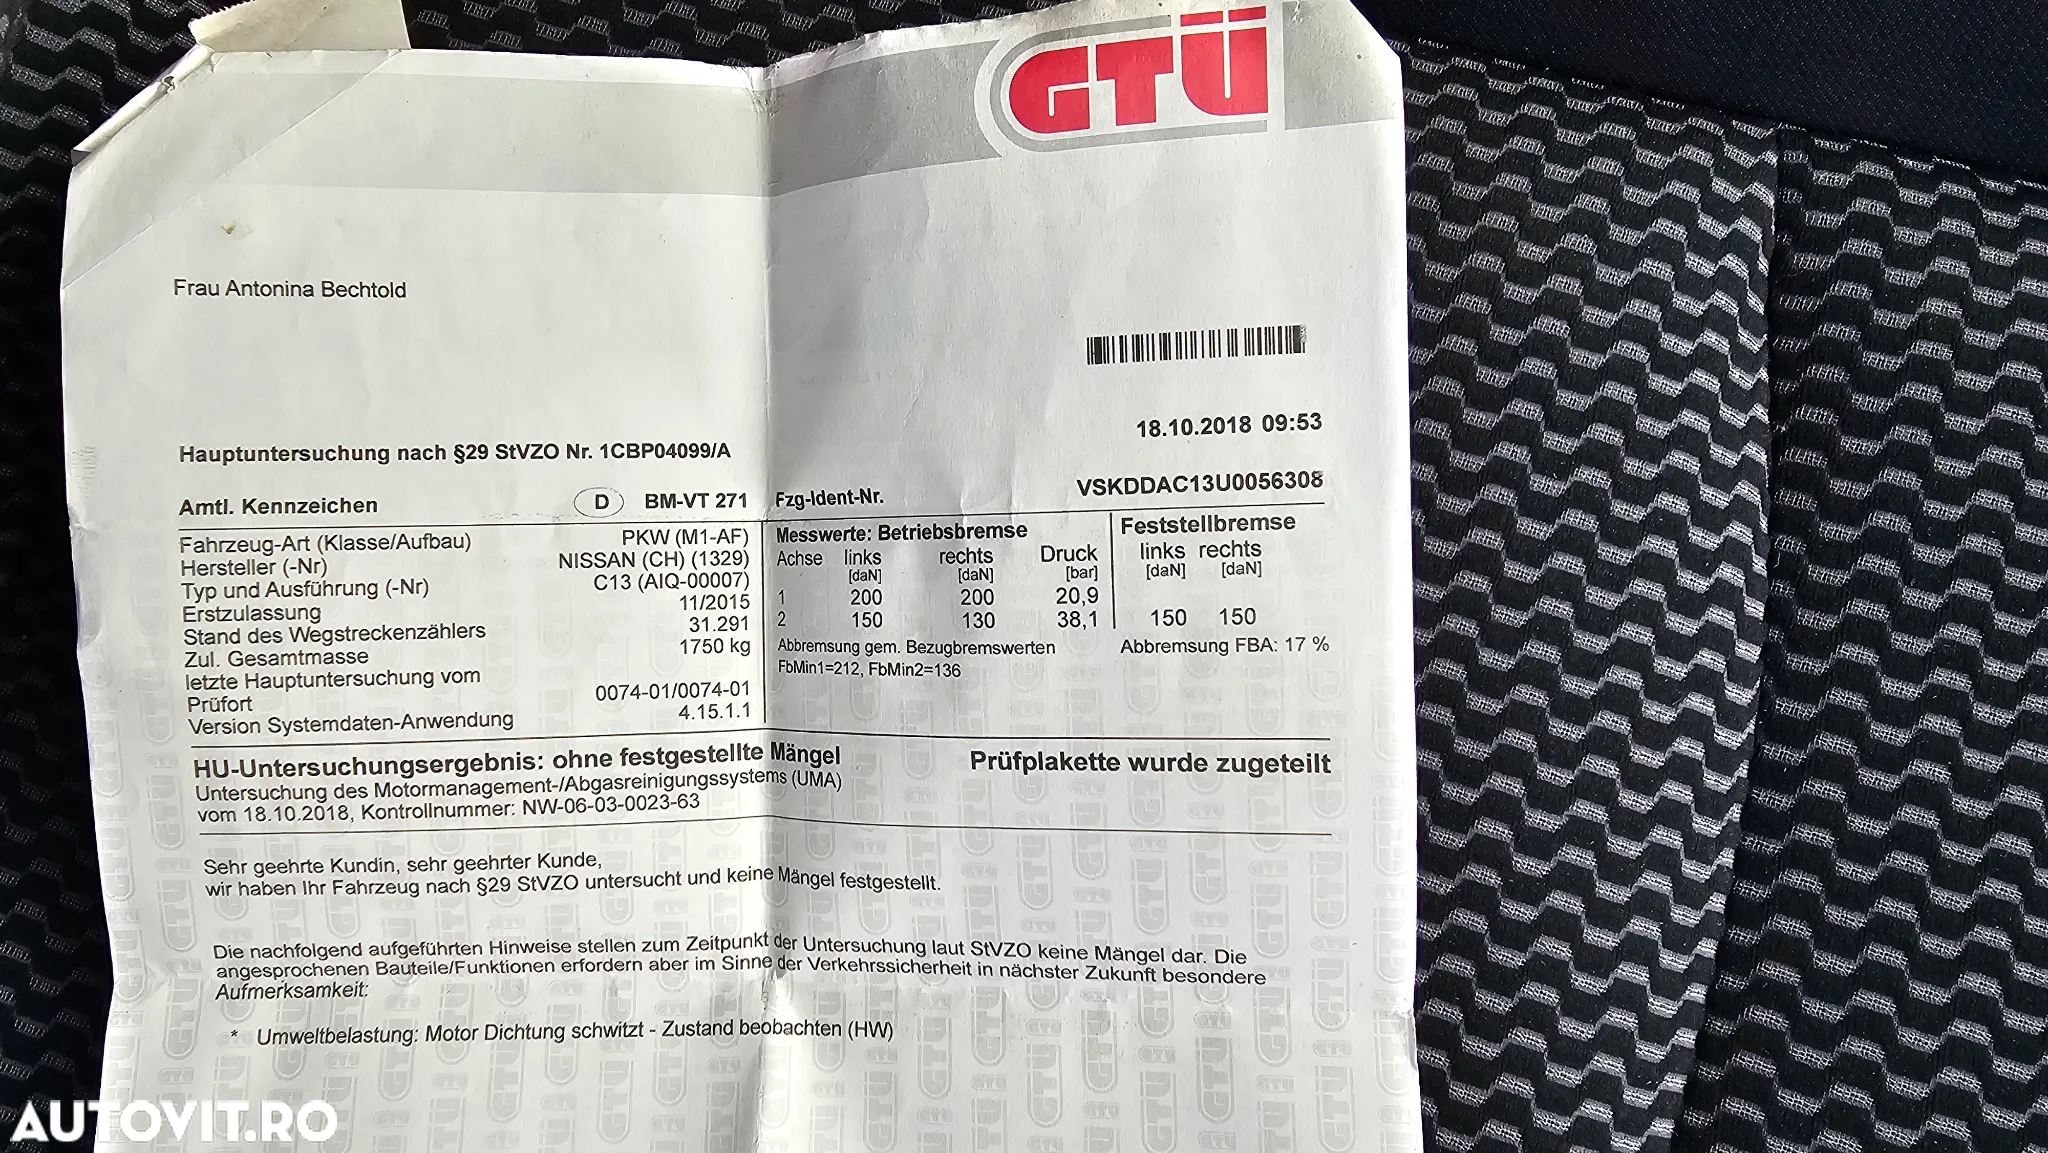 GTÜ
Frau Antonina Bechtold
18.10.2018 09:53
Hauptuntersuchung nach §29 StVZO Nr. 1CBP04099/A
Amtl. Kennzeichen D BM-VT 271 Fzg-Ident-Nr. VSKDDAC13U0056308
Fahrzeug-Art (Klasse/Aufbau) PKW (M1-AF)
Hersteller (-Nr) NISSAN (CH) (1329)
Typ und Ausführung (-Nr) C13 (AIQ-00007)
Erstzulassung 11/2015
Stand des Wegstreckenzählers 31.291
Zul. Gesamtmasse 1750 kg
letzte Hauptuntersuchung vom
Prüfort 0074-01/0074-01
Version Systemdaten-Anwendung 4.15.1.1
Messwerte: Betriebsbremse Feststellbremse
Achse links rechts Druck links rechts
[daN] [daN] [bar] [daN] [daN]
1 200 200 20,9
2 150 130 38,1 150 150
Abbremsung gem. Bezugbremswerten Abbremsung FBA: 17 %
FbMin1=212, FbMin2=136
HU-Untersuchungsergebnis: ohne festgestellte Mängel Prüfplakette wurde zugeteilt
Untersuchung des Motormanagement-/Abgasreinigungssystems (UMA)
vom 18.10.2018, Kontrollnummer: NW-06-03-0023-63
Sehr geehrte Kundin, sehr geehrter Kunde,
wir haben Ihr Fahrzeug nach §29 StVZO untersucht und keine Mängel festgestellt.
Die nachfolgend aufgeführten Hinweise stellen zum Zeitpunkt der Untersuchung laut StVZO keine Mängel dar. Die
angesprochenen Bauteile/Funktionen erfordern aber im Sinne der Verkehrssicherheit in nächster Zukunft besondere
Aufmerksamkeit:
* Umweltbelastung: Motor Dichtung schwitzt - Zustand beobachten (HW)
AUTOVIT.RO